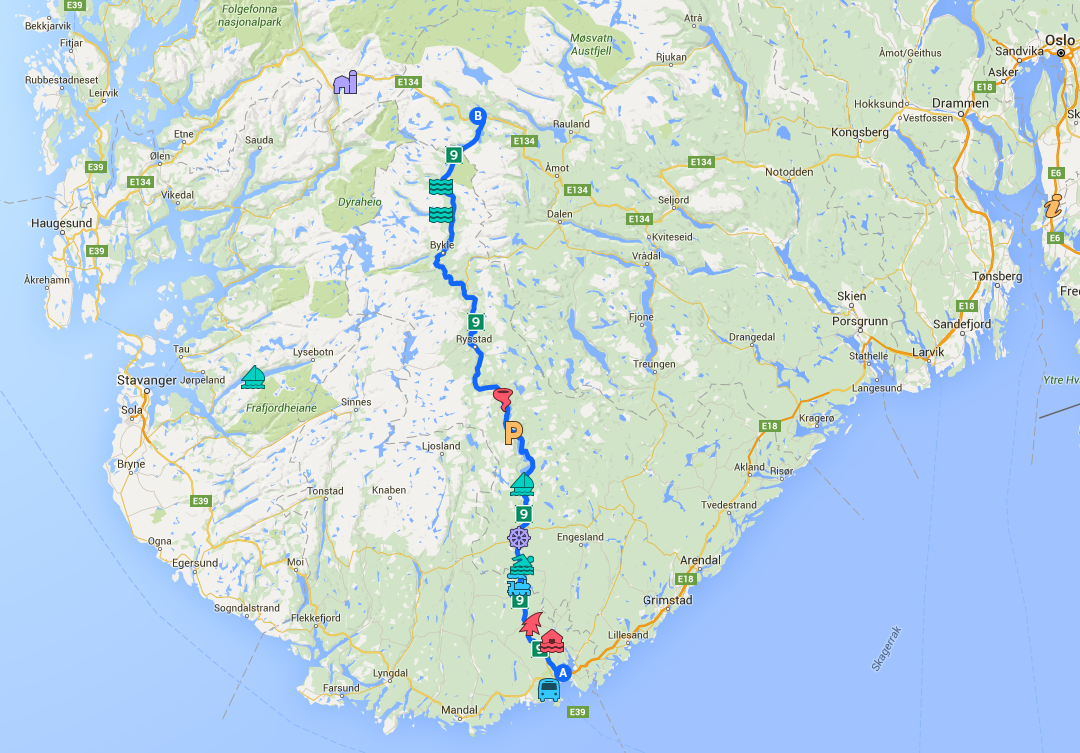 Bekkjarvik
Folgefonna
nasjonalpark
Atrå
Oslo
Fitjar
Møsvatn
Austfjell
Åmot/Geithus
Sandvika
Rjukan
Asker
Rubbestadneset
E134
E18
Leirvik
Hokksund
Drammen
B
Rauland
Vestfossen
Etne
Sauda
E134
Kongsberg
9
Ølen
E134
E39
Åmot
Notodden
E6
E134
E134
Vikedal
Dyraheio
Seljord
i
Dalen
E134
Haugesund
Kviteseid
E6
E39
Bykle
Vrådal
Åkrehamn
Tønsberg
Skien
E18
Fjone
9
Porsgrunn
Sandefjord
Rysstad
Drangedal
Tau
Lysebotn
Stathelle
Larvik
Treungen
Stavanger
Jørpeland
Langesund
Ytre
Sola
Frafjordheiane
Sinnes
Kragerø
E18
P
Ljosland
Bryne
Akland
Risør
Tonstad
Knaben
E39
Tvedestrand
9
Ogna
Engesland
Egersund
Moi
Arendal
E18
9
Grimstad
Sogndalstrand
Flekkefjord
Lillesand
Skagerrak
9
Lyngdal
A
Farsund
Mandal
E39